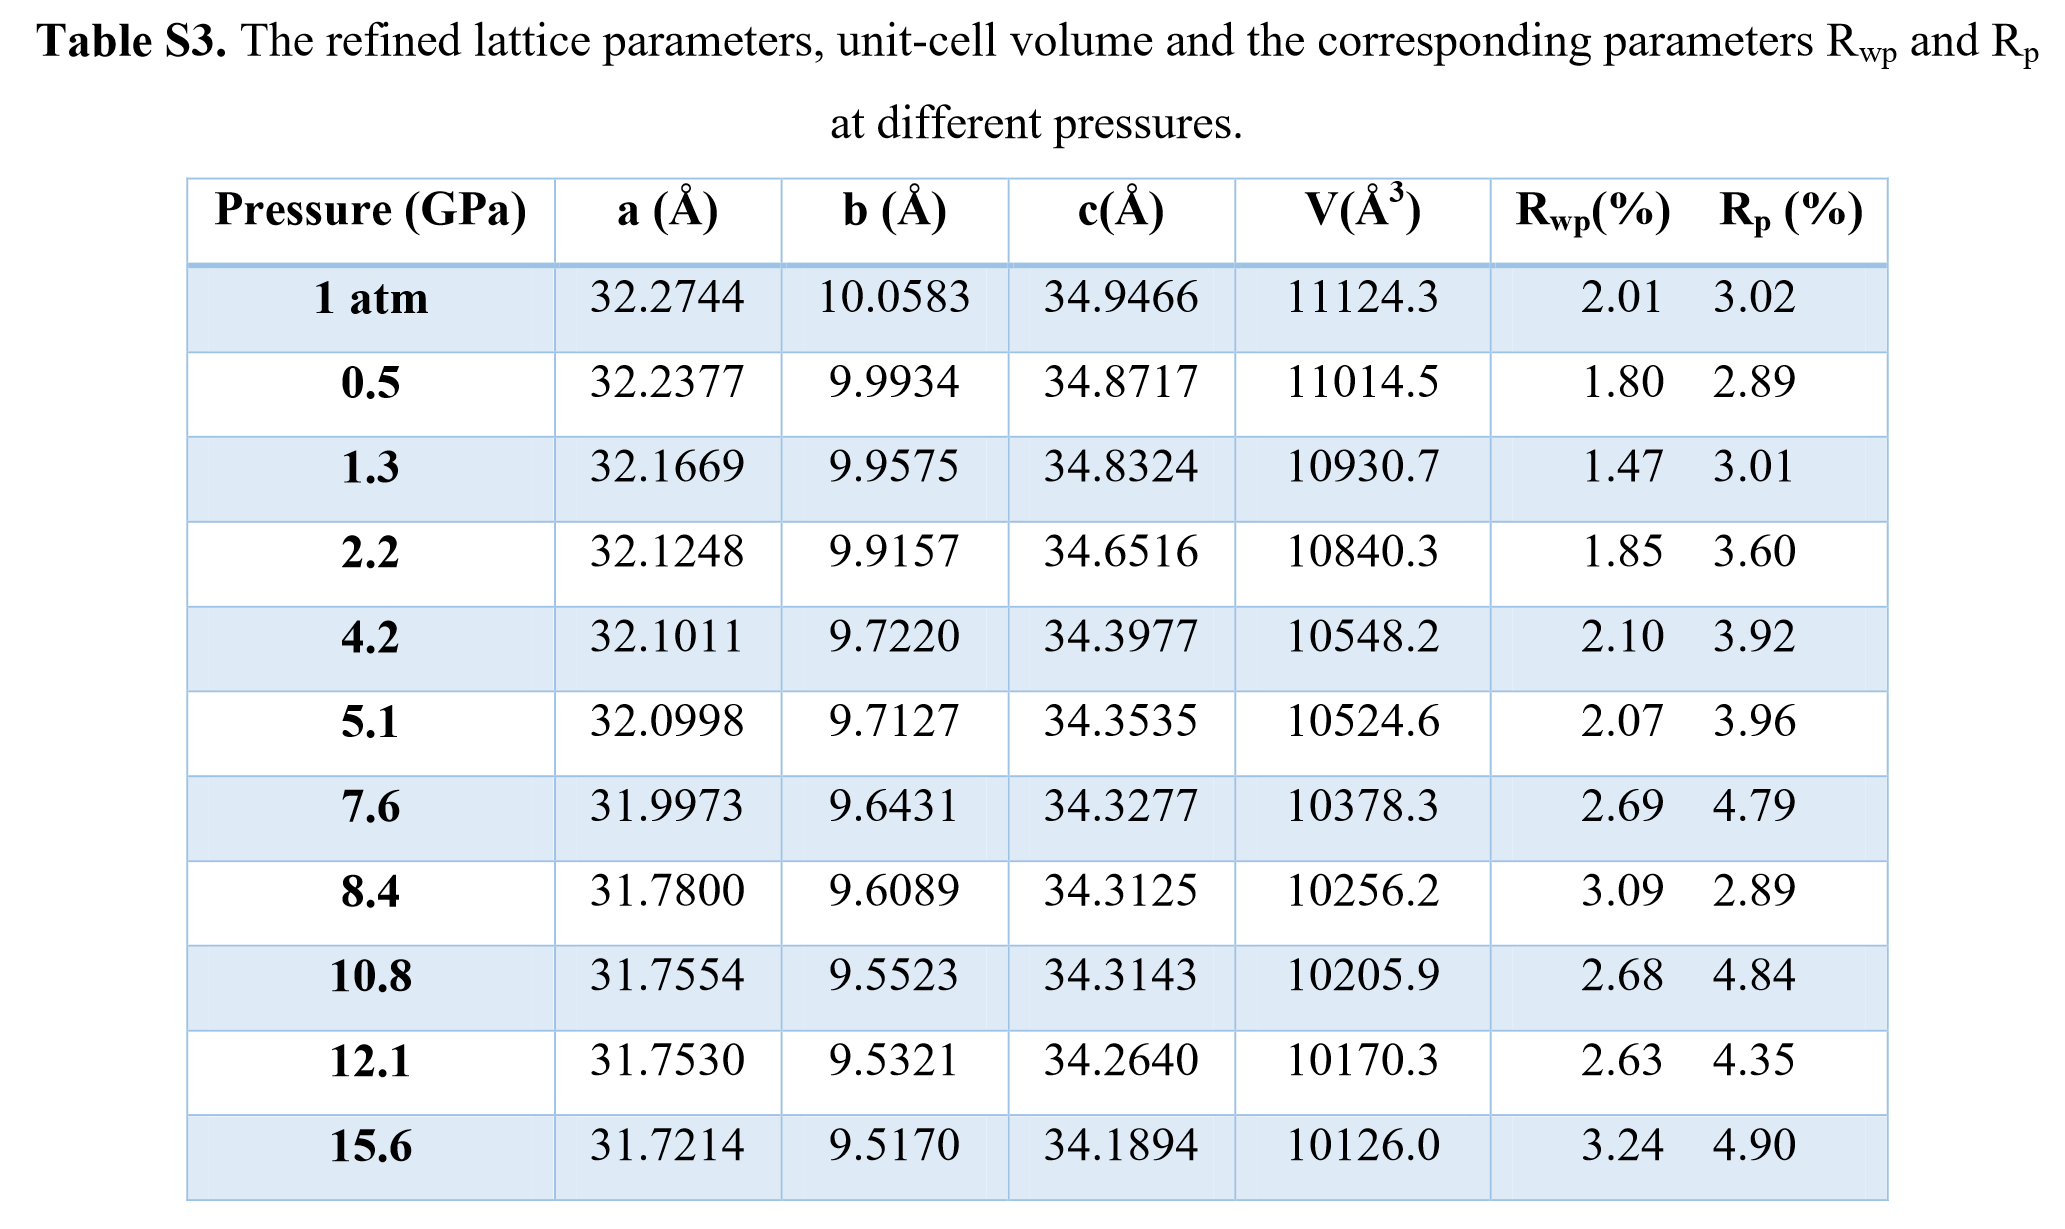 Table S3. The refined lattice parameters, unit-cell volume and the corresponding parameters Rwp and Rp
at different pressures.
Pressure (GPa) a (Å) b (Å) c(Å) V(Å³) Rwp(%) Rp (%)
1 atm 32.2744 10.0583 34.9466 11124.3 2.01 3.02
0.5 32.2377 9.9934 34.8717 11014.5 1.80 2.89
1.3 32.1669 9.9575 34.8324 10930.7 1.47 3.01
2.2 32.1248 9.9157 34.6516 10840.3 1.85 3.60
4.2 32.1011 9.7220 34.3977 10548.2 2.10 3.92
5.1 32.0998 9.7127 34.3535 10524.6 2.07 3.96
7.6 31.9973 9.6431 34.3277 10378.3 2.69 4.79
8.4 31.7800 9.6089 34.3125 10256.2 3.09 2.89
10.8 31.7554 9.5523 34.3143 10205.9 2.68 4.84
12.1 31.7530 9.5321 34.2640 10170.3 2.63 4.35
15.6 31.7214 9.5170 34.1894 10126.0 3.24 4.90